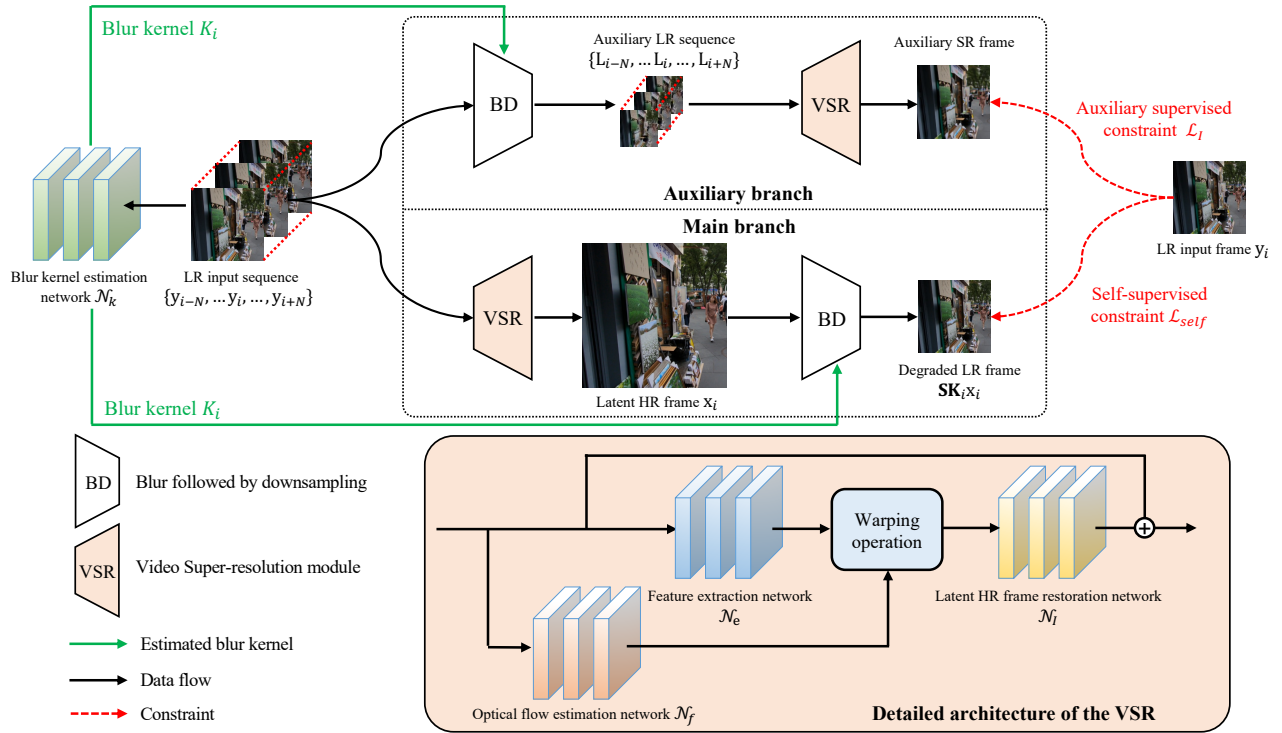 Blur kernel K_i
BD
Auxiliary LR sequence
{L_{i−N}, … L_i, … , L_{i+N}}
VSR
Auxiliary SR frame
Auxiliary supervised
constraint ℒ_I
Auxiliary branch
Main branch
Blur kernel estimation
network 𝒩_k
LR input sequence
{y_{i−N}, … y_i, … , y_{i+N}}
LR input frame y_i
VSR
Latent HR frame x_i
BD
Degraded LR frame
SK_i x_i
Self-supervised
constraint ℒ_{self}
Blur kernel K_i
BD
Blur followed by downsampling
VSR
Video Super-resolution module
Estimated blur kernel
Data flow
Constraint
Feature extraction network
𝒩_e
Warping
operation
Latent HR frame restoration network
𝒩_I
+
Optical flow estimation network 𝒩_f
Detailed architecture of the VSR